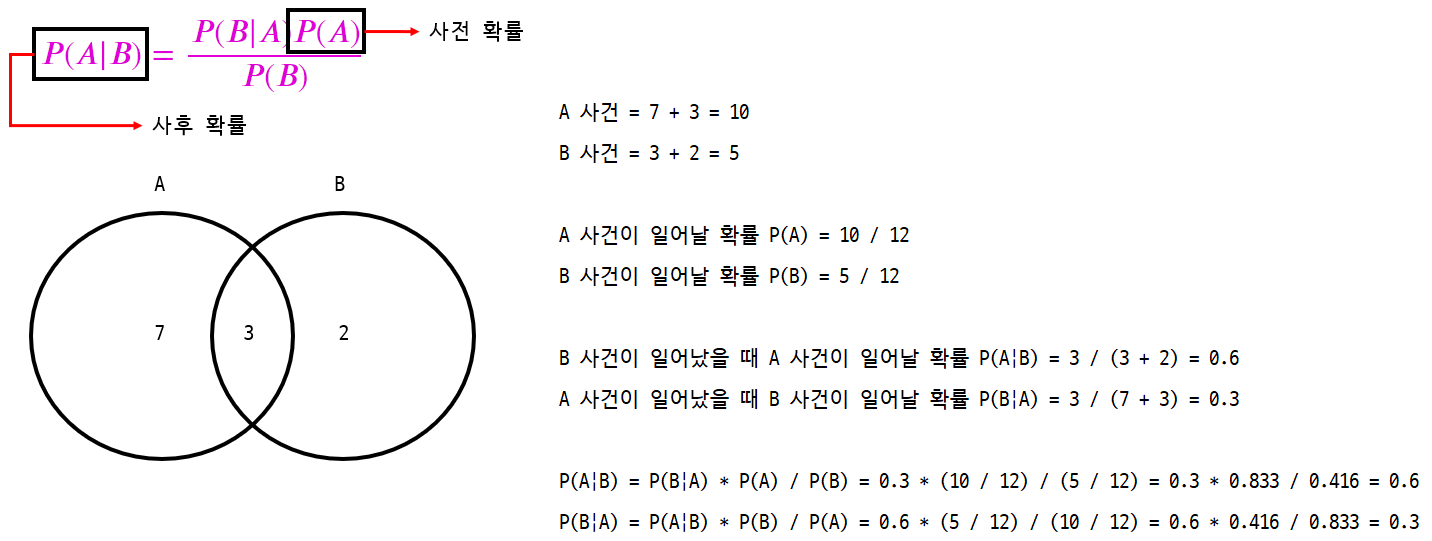 P(A|B) = P(B|A)P(A) / P(B)
사전 확률
사후 확률
A B
7 3 2
A 사건 = 7 + 3 = 10
B 사건 = 3 + 2 = 5
A 사건이 일어날 확률 P(A) = 10 / 12
B 사건이 일어날 확률 P(B) = 5 / 12
B 사건이 일어났을 때 A 사건이 일어날 확률 P(A¦B) = 3 / (3 + 2) = 0.6
A 사건이 일어났을 때 B 사건이 일어날 확률 P(B¦A) = 3 / (7 + 3) = 0.3
P(A¦B) = P(B¦A) * P(A) / P(B) = 0.3 * (10 / 12) / (5 / 12) = 0.3 * 0.833 / 0.416 = 0.6
P(B¦A) = P(A¦B) * P(B) / P(A) = 0.6 * (5 / 12) / (10 / 12) = 0.6 * 0.416 / 0.833 = 0.3